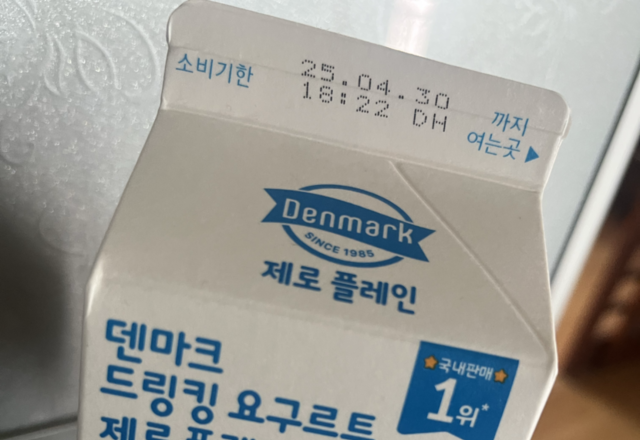 소비기한
25.04.30
18:22 DH
까지
여는곳▶
Denmark
SINCE 1985
제로 플레인
덴마크
드링킹 요구르트
국내판매
1위*
제로